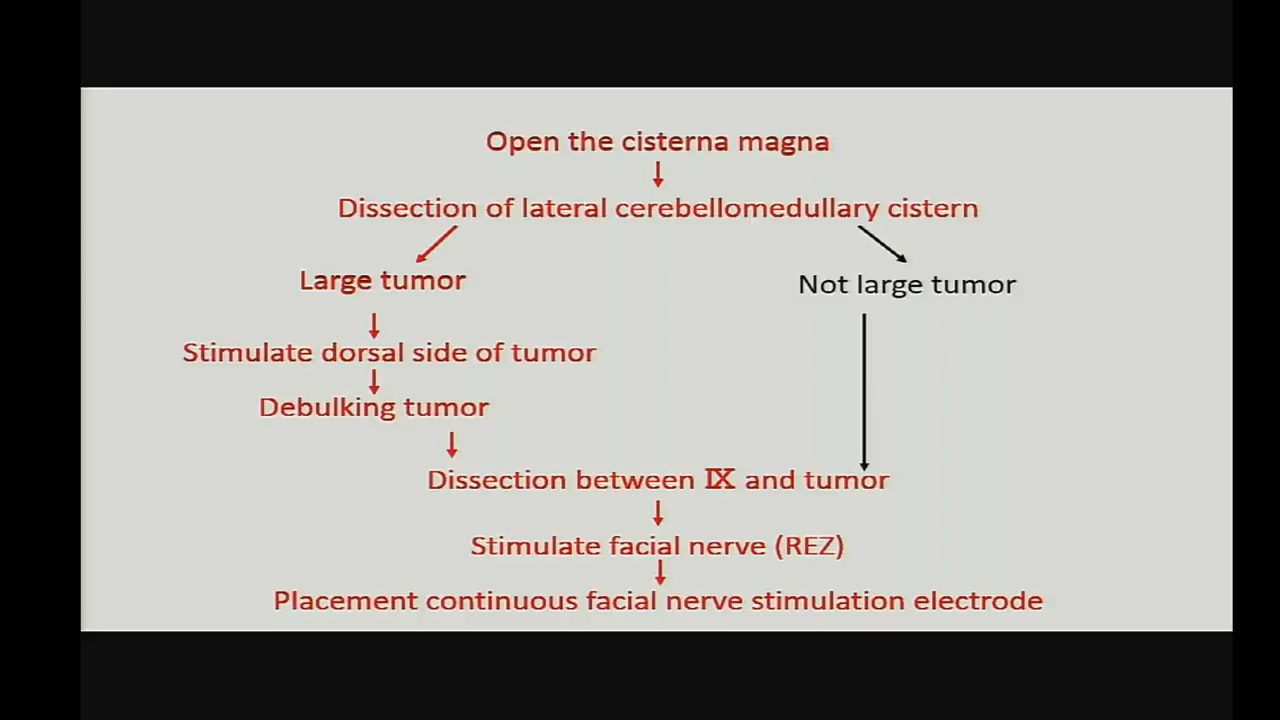 Open the cisterna magna
Dissection of lateral cerebellomedullary cistern
Large tumor
Not large tumor
Stimulate dorsal side of tumor
Debulking tumor
Dissection between Ⅸ and tumor
Stimulate facial nerve (REZ)
Placement continuous facial nerve stimulation electrode